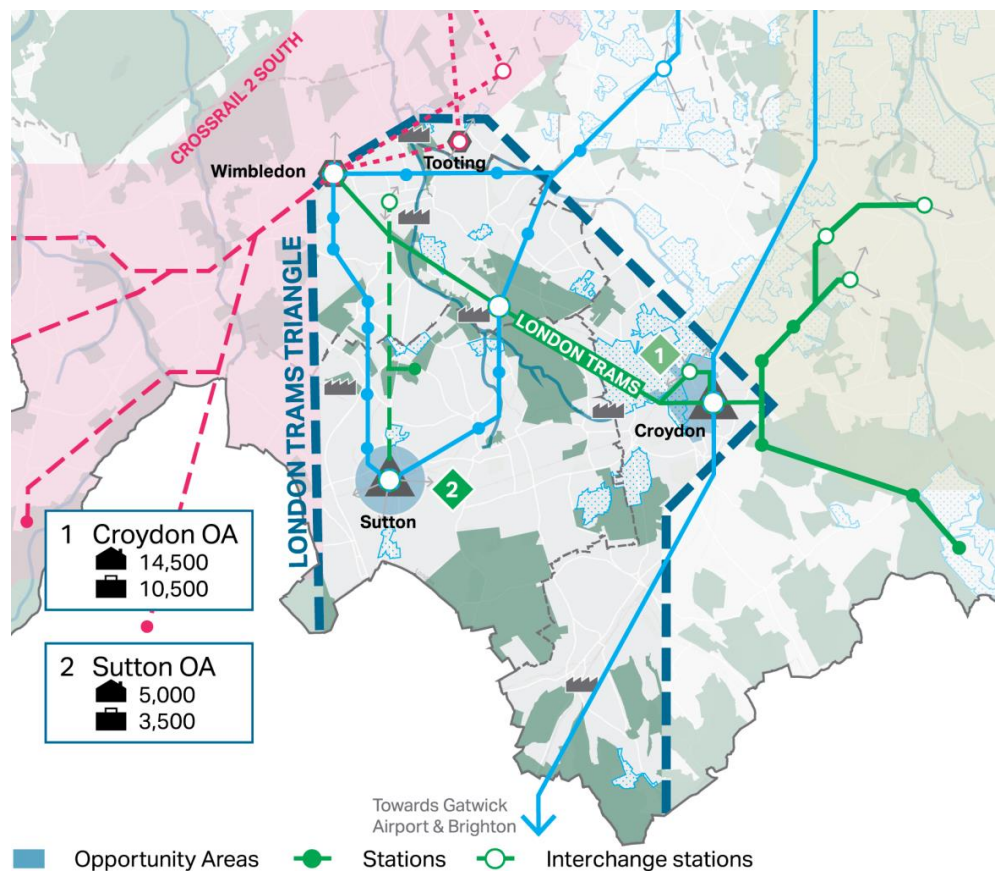 CROSSRAIL 2 SOUTH
Wimbledon
Tooting
LONDON TRAMS TRIANGLE
LONDON TRAMS
1
Croydon
2
Sutton
1 Croydon OA
14,500
10,500
2 Sutton OA
5,000
3,500
Towards Gatwick
Airport & Brighton
Opportunity Areas
Stations
Interchange stations